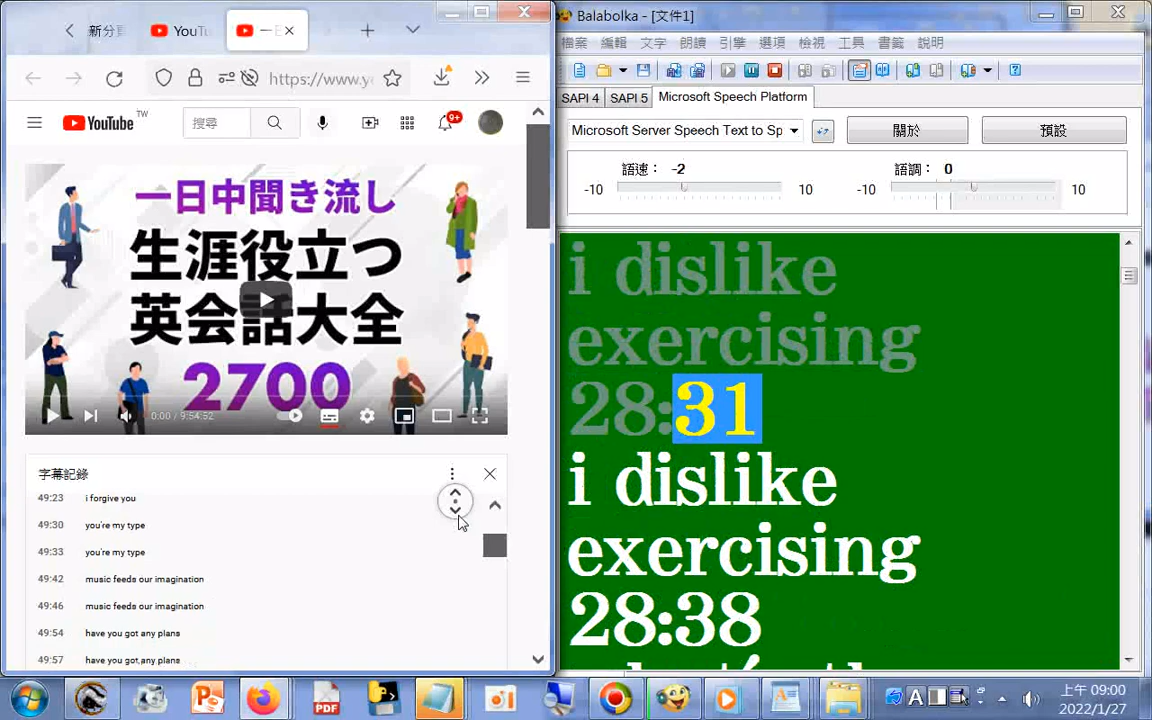 YouTu
一 E
https://www.y
YouTube TW
搜尋
9+
一日中聞き流し
生涯役立つ
英会話大全
2700
0:00 / 9:54:52
字幕記錄
49:23 i forgive you
49:30 you're my type
49:33 you're my type
49:42 music feeds our imagination
49:46 music feeds our imagination
49:54 have you got any plans
49:57 have you got any plans
Balabolka - [文件1]
檔案 編輯 文字 朗讀 引擎 選項 檢視 工具 書籤 說明
SAPI 4 SAPI 5 Microsoft Speech Platform
Microsoft Server Speech Text to Sp
關於
預設
語速： -2
-10 10
語調： 0
-10 10
i dislike
exercising
28:31
i dislike
exercising
28:38
PDF
A
上午 09:00
2022/1/27